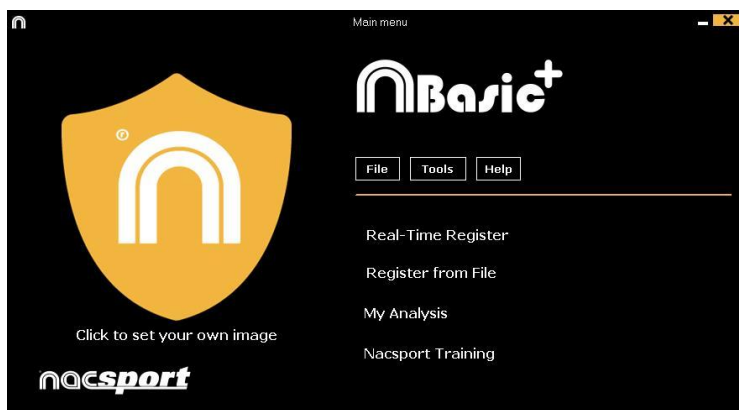 Main menu
nBasic+
File Tools Help
Real-Time Register
Register from File
My Analysis
Nacsport Training
n
Click to set your own image
nacsport